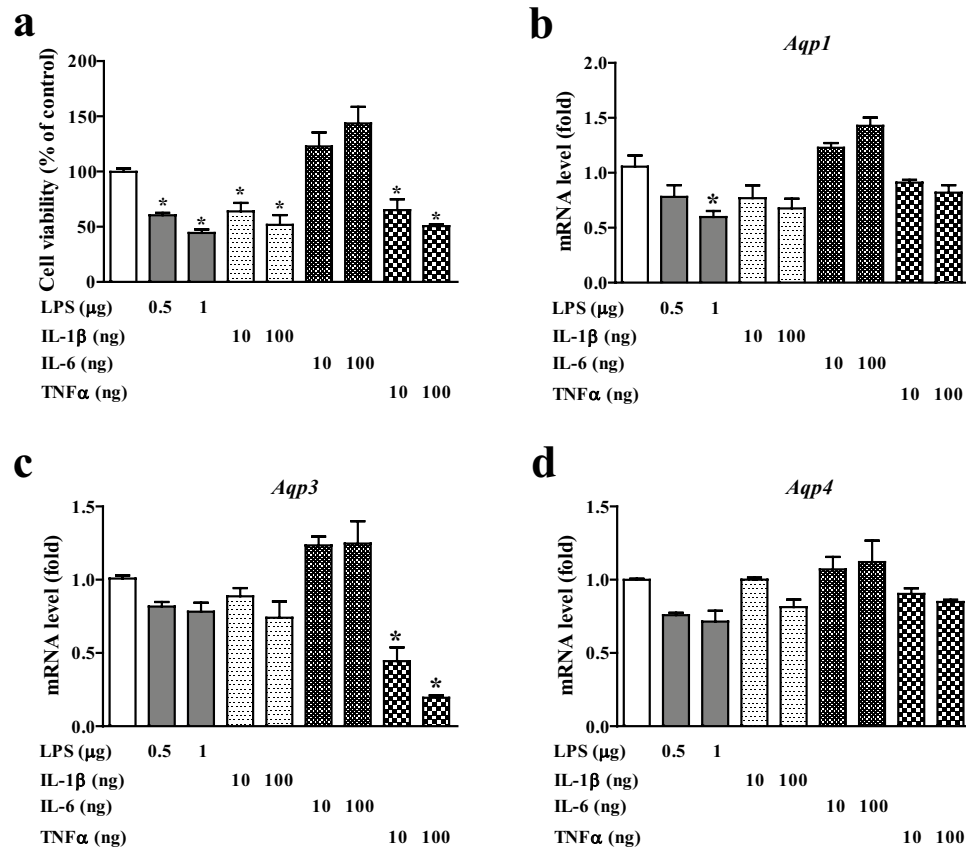 a
Cell viability (% of control)
200
150
100
50
0
* * * * * *
LPS (μg) 0.5 1
IL-1β (ng) 10 100
IL-6 (ng) 10 100
TNFα (ng) 10 100
b
Aqp1
mRNA level (fold)
2.0
1.5
1.0
0.5
0.0
*
LPS (μg) 0.5 1
IL-1β (ng) 10 100
IL-6 (ng) 10 100
TNFα (ng) 10 100
c
Aqp3
mRNA level (fold)
1.5
1.0
0.5
0.0
* *
LPS (μg) 0.5 1
IL-1β (ng) 10 100
IL-6 (ng) 10 100
TNFα (ng) 10 100
d
Aqp4
mRNA level (fold)
1.5
1.0
0.5
0.0
LPS (μg) 0.5 1
IL-1β (ng) 10 100
IL-6 (ng) 10 100
TNFα (ng) 10 100